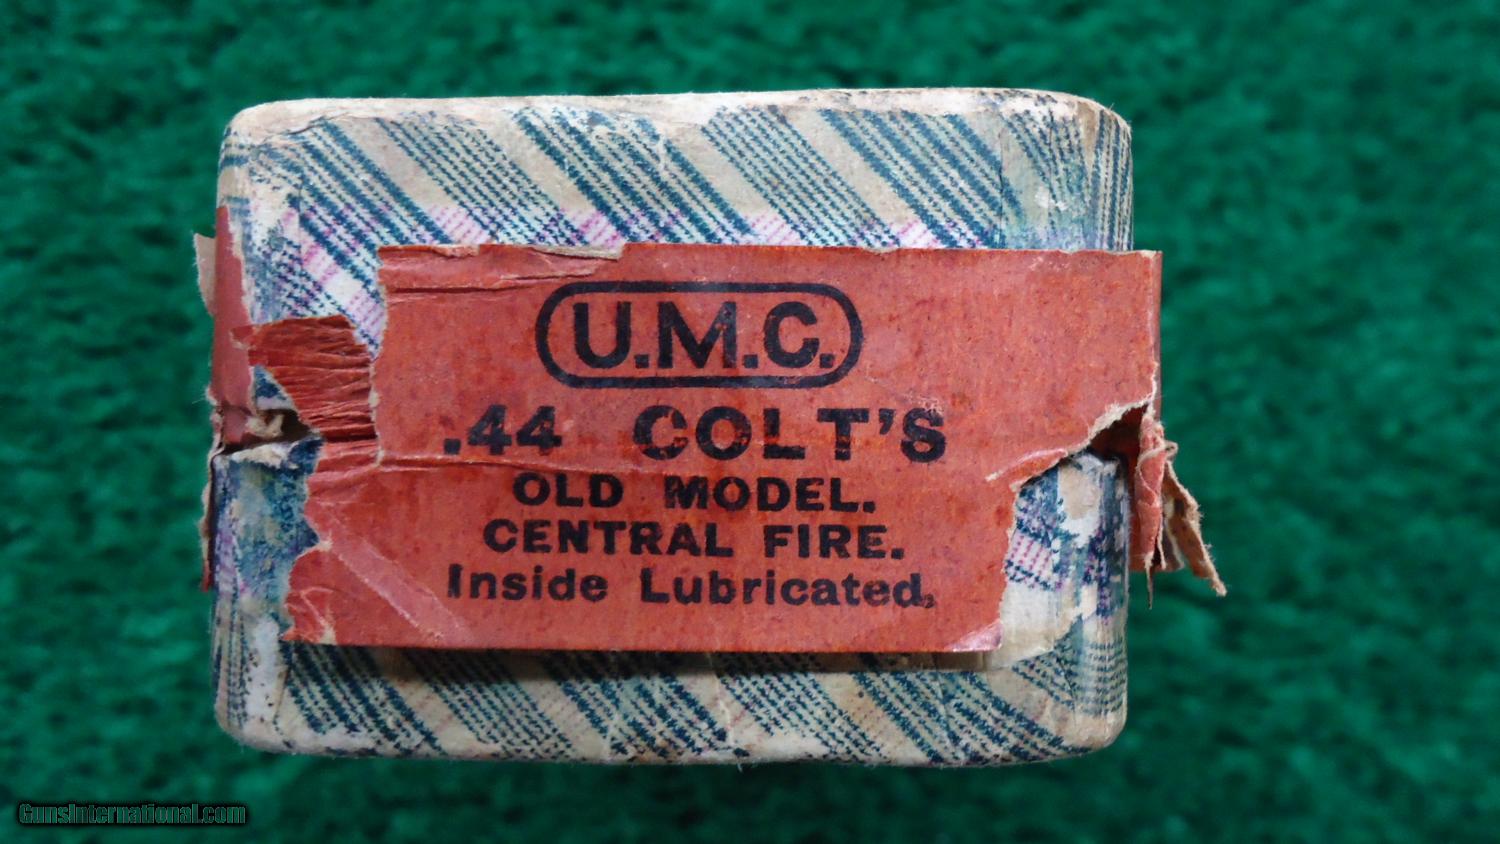 U.M.C.
.44 COLT'S
OLD MODEL.
CENTRAL FIRE.
Inside Lubricated,
GunsInternational.com